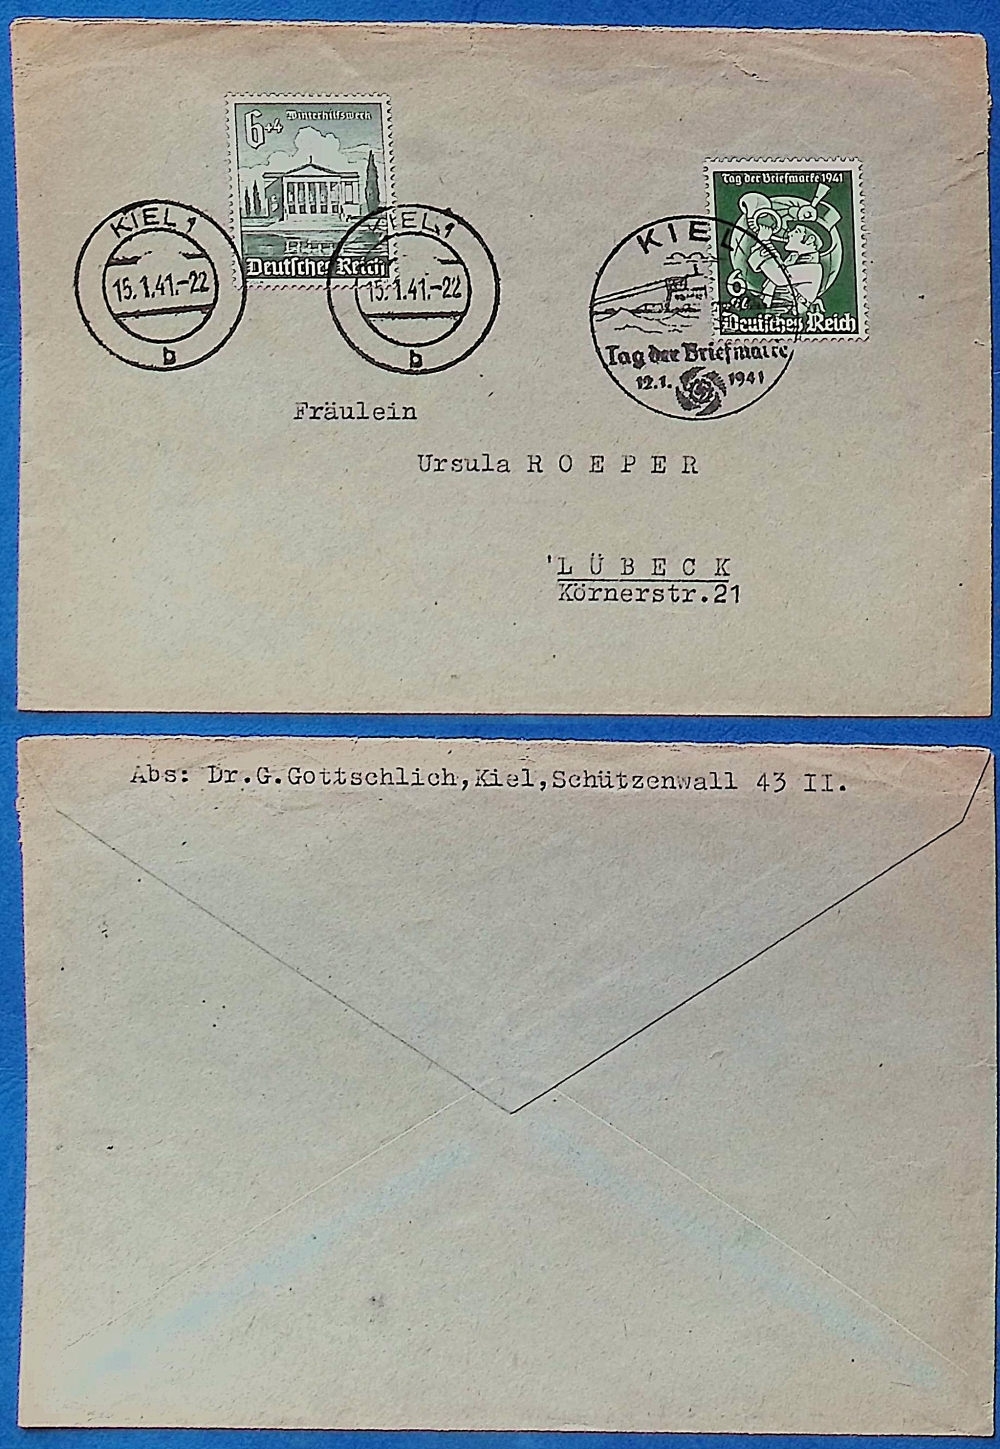 6+4 Winterhilfswerk
Deutsches Reich
KIEL 1
15.1.41.-22
b
KIEL 1
15.1.41.-22
b
Tag der Briefmarke 1941
6
Deutsches Reich
KIEL
Tag der Briefmarke
12.1. 1941
Fräulein
Ursula ROEPER
'LÜBECK
Körnerstr.21
Abs: Dr.G.Gottschlich,Kiel,Schützenwall 43 II.